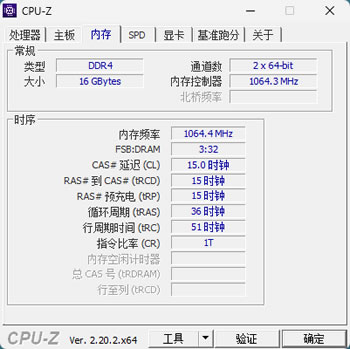 CPU-Z
处理器 主板 内存 SPD 显卡 基准跑分 关于
常规
类型 DDR4 通道数 2 x 64-bit
大小 16 GBytes 内存控制器 1064.3 MHz
北桥频率
时序
内存频率 1064.4 MHz
FSB:DRAM 3:32
CAS# 延迟 (CL) 15.0 时钟
RAS# 到 CAS# (tRCD) 15 时钟
RAS# 预充电 (tRP) 15 时钟
循环周期 (tRAS) 36 时钟
行周期时间 (tRC) 51 时钟
指令比率 (CR) 1T
内存空闲计时器
总 CAS 号 (tRDRAM)
行至列 (tRCD)
CPU-Z Ver. 2.20.2.x64 工具 验证 确定